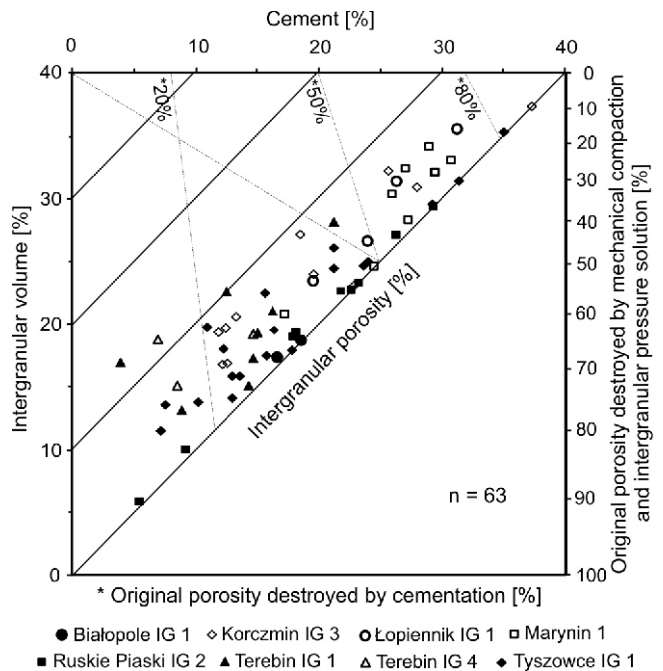 Cement [%]
0 10 20 30 40
40 0
*20% *50% *80%
10
20
30 30
40
50
20 60
70
10 80
90
0 100
Intergranular volume [%]
Intergranular porosity [%]
Original porosity destroyed by mechanical compaction
and intergranular pressure solution [%]
n = 63
* Original porosity destroyed by cementation [%]
Białopole IG 1 Korczmin IG 3 Łopiennik IG 1 Marynin 1
Ruskie Piaski IG 2 Terebin IG 1 Terebin IG 4 Tyszowce IG 1